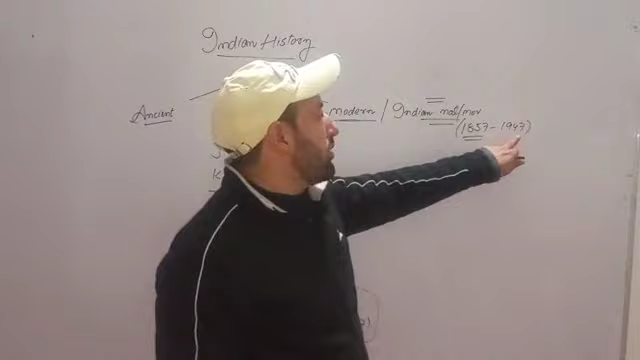 Indian History
Ancient
modern / Indian nat/mov
(1857-1947)